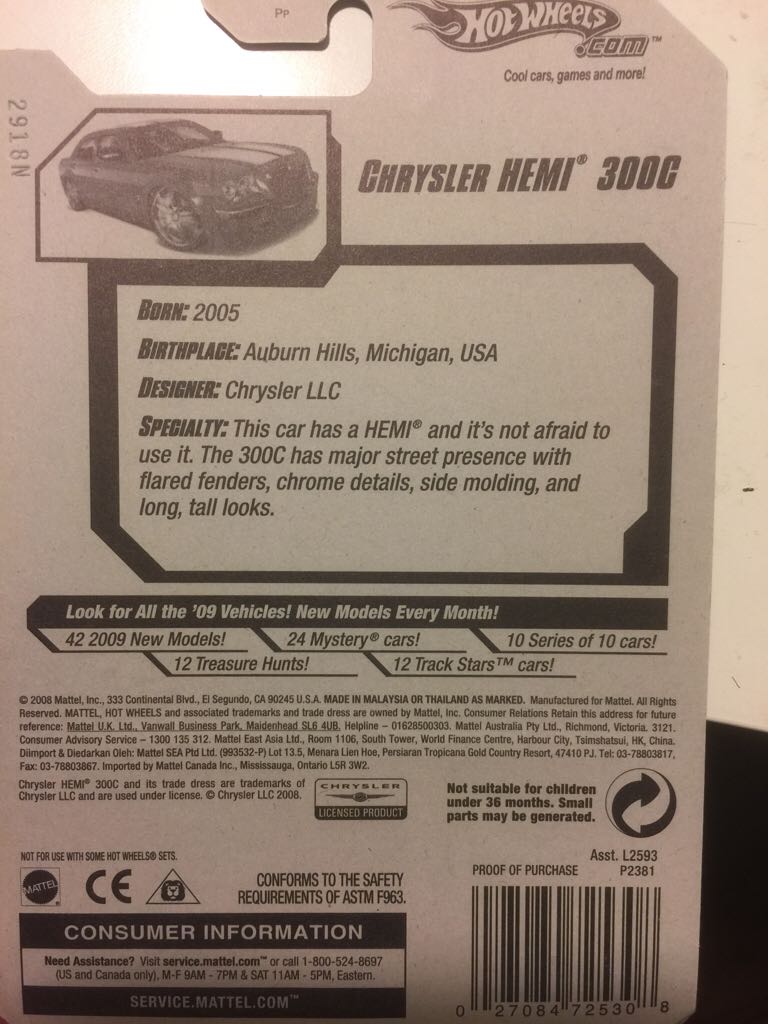 Pp
HOT WHEELS
.COM™
Cool cars, games and more!
2918N
CHRYSLER HEMI® 300C
BORN: 2005
BIRTHPLACE: Auburn Hills, Michigan, USA
DESIGNER: Chrysler LLC
SPECIALTY: This car has a HEMI® and it's not afraid to
use it. The 300C has major street presence with
flared fenders, chrome details, side molding, and
long, tall looks.
Look for All the '09 Vehicles! New Models Every Month!
42 2009 New Models! 24 Mystery® cars! 10 Series of 10 cars!
12 Treasure Hunts! 12 Track Stars™ cars!
© 2008 Mattel, Inc., 333 Continental Blvd., El Segundo, CA 90245 U.S.A. MADE IN MALAYSIA OR THAILAND AS MARKED. Manufactured for Mattel. All Rights
Reserved. MATTEL, HOT WHEELS and associated trademarks and trade dress are owned by Mattel, Inc. Consumer Relations Retain this address for future
reference: Mattel U.K. Ltd., Vanwall Business Park, Maidenhead SL6 4UB. Helpline – 01628500303. Mattel Australia Pty Ltd., Richmond, Victoria. 3121.
Consumer Advisory Service – 1300 135 312. Mattel East Asia Ltd., Room 1106, South Tower, World Finance Centre, Harbour City, Tsimshatsui, HK, China.
Diimport & Diedarkan Oleh: Mattel SEA Ptd Ltd. (993532-P) Lot 13.5, Menara Lien Hoe, Persiaran Tropicana Gold Country Resort, 47410 PJ. Tel: 03-78803817,
Fax: 03-78803867. Imported by Mattel Canada Inc., Mississauga, Ontario L5R 3W2.
Chrysler HEMI® 300C and its trade dress are trademarks of
Chrysler LLC and are used under license. © Chrysler LLC 2008.
CHRYSLER
LICENSED PRODUCT
Not suitable for children
under 36 months. Small
parts may be generated.
NOT FOR USE WITH SOME HOT WHEELS® SETS.
MATTEL
CE
CONFORMS TO THE SAFETY
REQUIREMENTS OF ASTM F963.
Asst. L2593
PROOF OF PURCHASE P2381
CONSUMER INFORMATION
Need Assistance? Visit service.mattel.com™ or call 1-800-524-8697
(US and Canada only), M-F 9AM - 7PM & SAT 11AM - 5PM, Eastern.
SERVICE.MATTEL.COM™
0 27084 72530 8